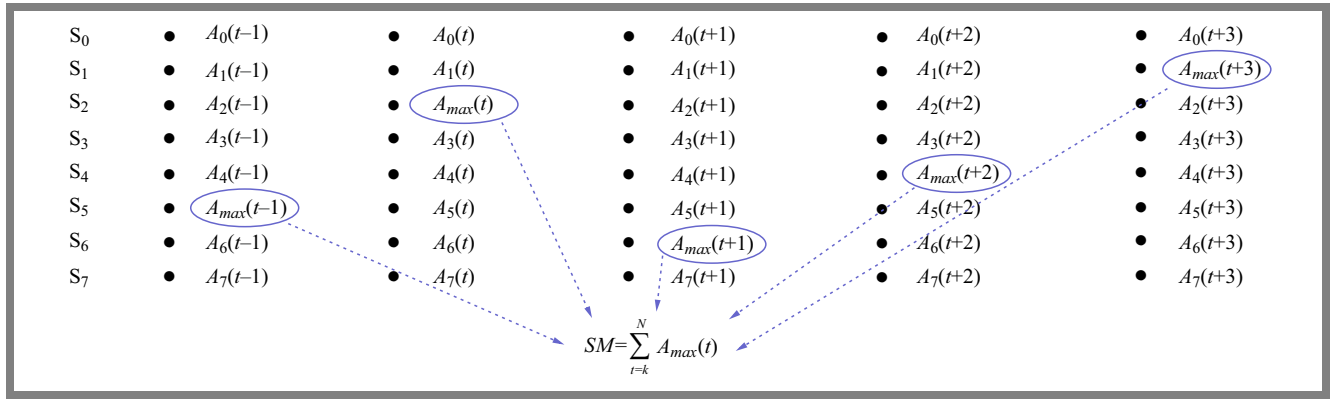 S₀ ● A₀(t–1) ● A₀(t) ● A₀(t+1) ● A₀(t+2) ● A₀(t+3)
S₁ ● A₁(t–1) ● A₁(t) ● A₁(t+1) ● A₁(t+2) ● Aₘₐₓ(t+3)
S₂ ● A₂(t–1) ● Aₘₐₓ(t) ● A₂(t+1) ● A₂(t+2) ● A₂(t+3)
S₃ ● A₃(t–1) ● A₃(t) ● A₃(t+1) ● A₃(t+2) ● A₃(t+3)
S₄ ● A₄(t–1) ● A₄(t) ● A₄(t+1) ● Aₘₐₓ(t+2) ● A₄(t+3)
S₅ ● Aₘₐₓ(t–1) ● A₅(t) ● A₅(t+1) ● A₅(t+2) ● A₅(t+3)
S₆ ● A₆(t–1) ● A₆(t) ● Aₘₐₓ(t+1) ● A₆(t+2) ● A₆(t+3)
S₇ ● A₇(t–1) ● A₇(t) ● A₇(t+1) ● A₇(t+2) ● A₇(t+3)
N
SM=∑ Aₘₐₓ(t)
t=k